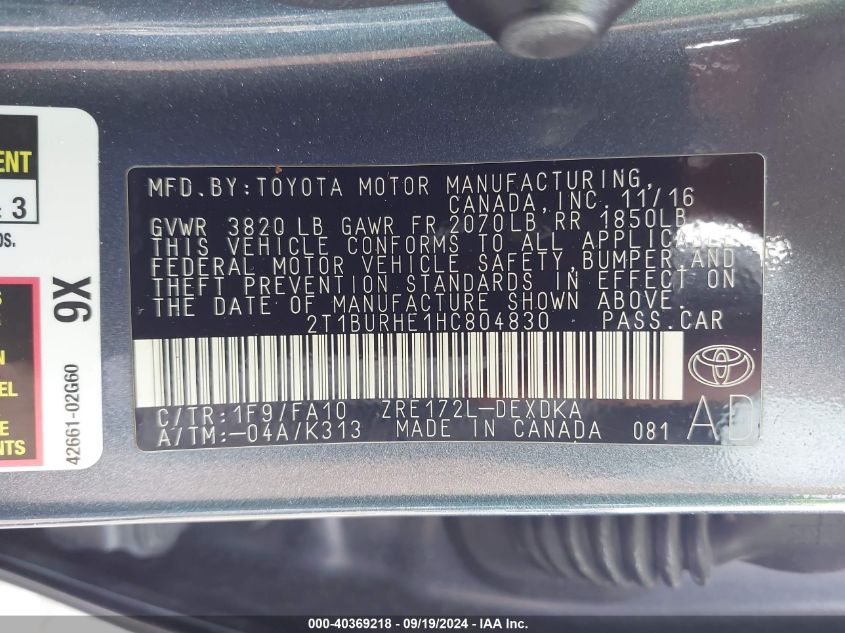 ENT
: 3
OS.
9X
42661-02G60
S
N
EL
E
NTS
MFD.BY:TOYOTA MOTOR MANUFACTURING,
CANADA, INC. 11/16
GVWR 3820 LB GAWR FR 2070LB RR 1850LB
THIS VEHICLE CONFORMS TO ALL APPLICABLE
FEDERAL MOTOR VEHICLE SAFETY, BUMPER AND
THEFT PREVENTION STANDARDS IN EFFECT ON
THE DATE OF MANUFACTURE SHOWN ABOVE.
2T1BURHE1HC804830 PASS.CAR
C/TR:1F9/FA10 ZRE172L-DEXDKA
A/TM:-04A/K313 MADE IN CANADA 081
AD
000-40369218 - 09/19/2024 - IAA Inc.